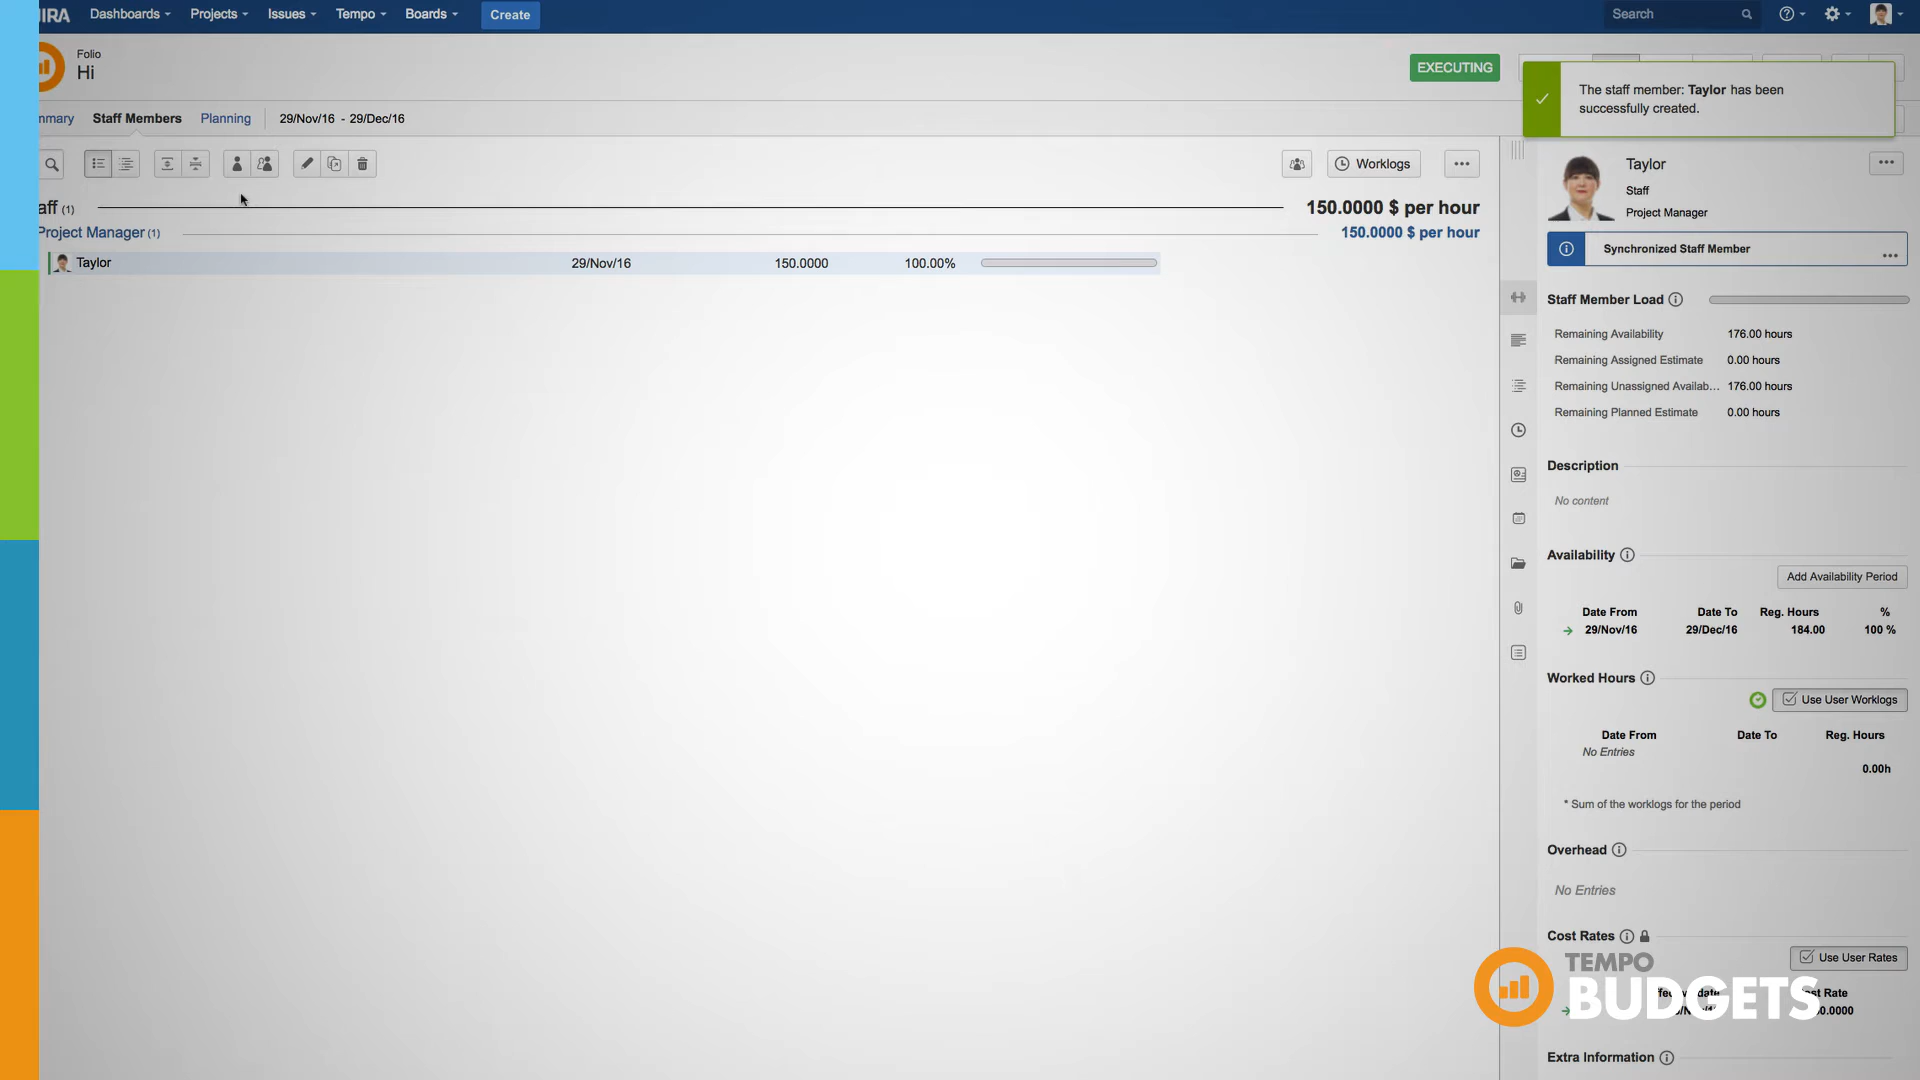 JIRA Dashboards Projects Issues Tempo Boards Create Search
Folio
Hi
EXECUTING
The staff member: Taylor has been
successfully created.
mmary Staff Members Planning 29/Nov/16 - 29/Dec/16
Worklogs
aff (1) 150.0000 $ per hour
Project Manager (1) 150.0000 $ per hour
Taylor 29/Nov/16 150.0000 100.00%
Taylor
Staff
Project Manager
Synchronized Staff Member
Staff Member Load
Remaining Availability 176.00 hours
Remaining Assigned Estimate 0.00 hours
Remaining Unassigned Availab... 176.00 hours
Remaining Planned Estimate 0.00 hours
Description
No content
Availability
Add Availability Period
Date From Date To Reg. Hours %
29/Nov/16 29/Dec/16 184.00 100 %
Worked Hours
Use User Worklogs
Date From Date To Reg. Hours
No Entries
0.00h
* Sum of the worklogs for the period
Overhead
No Entries
Cost Rates
Use User Rates
TEMPO
BUDGETS
Extra Information